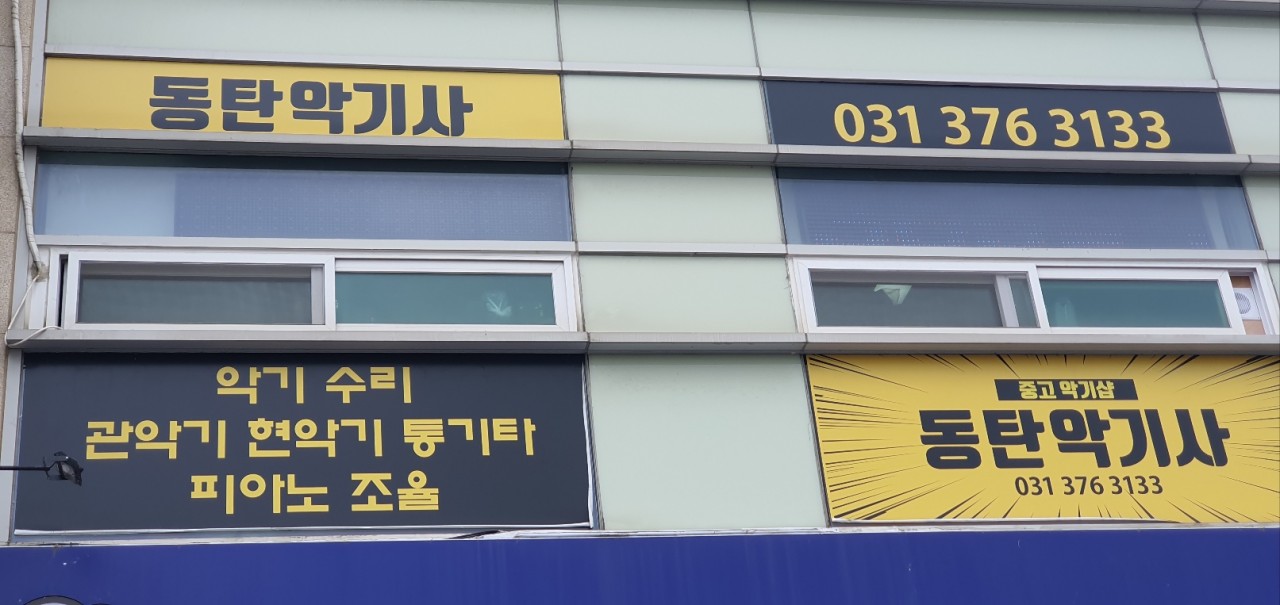 동탄악기사
031 376 3133
악기 수리
관악기 현악기 통기타
피아노 조율
중고 악기샵
동탄악기사
031 376 3133